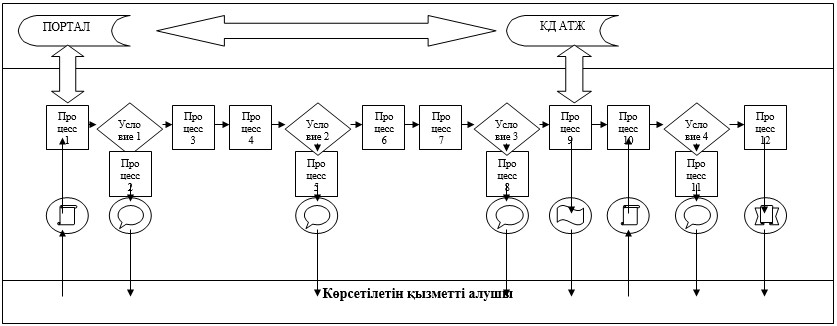 ПОРТАЛ
КД АТЖ
Про
цесс
1
Усло
вие 1
Про
цесс
3
Про
цесс
4
Усло
вие 2
Про
цесс
6
Про
цесс
7
Усло
вие 3
Про
цесс
9
Про
цесс
10
Усло
вие 4
Про
цесс
12
Про
цесс
2
Про
цесс
5
Про
цесс
8
Про
цесс
11
Көрсетілетін қызметті алушы